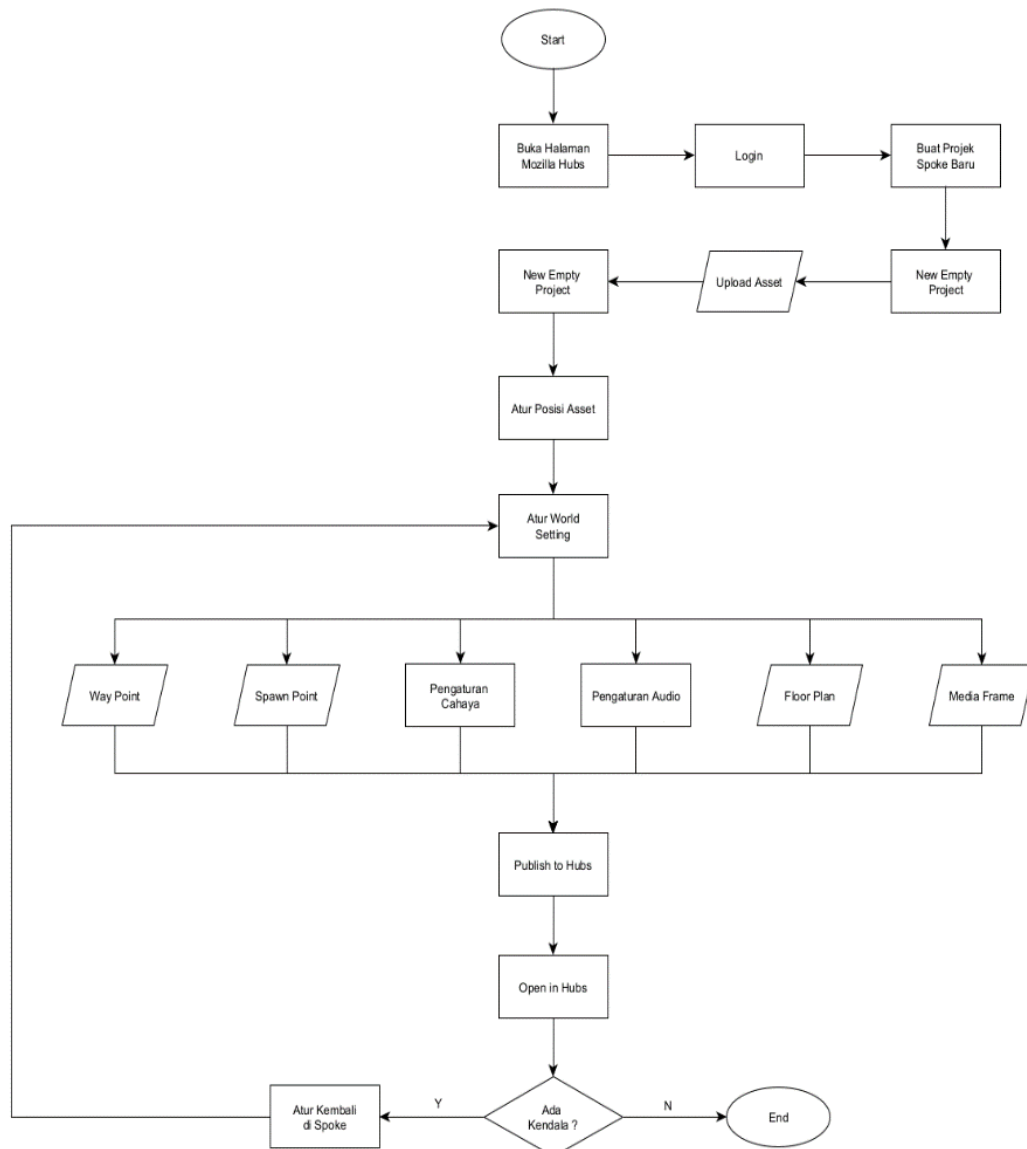 Start
Buka Halaman
Mozilla Hubs
Login
Buat Projek
Spoke Baru
New Empty
Project
Upload Asset
New Empty
Project
Atur Posisi Asset
Atur World
Setting
Way Point
Spawn Point
Pengaturan
Cahaya
Pengaturan Audio
Floor Plan
Media Frame
Publish to Hubs
Open in Hubs
Atur Kembali
di Spoke
Y
Ada
Kendala ?
N
End